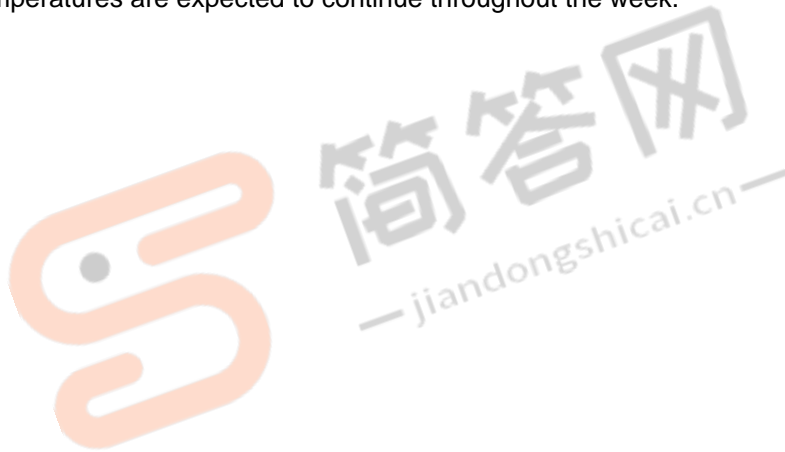 mperatures are expected to continue throughout the week.
简答网
jiandongshicai.cn